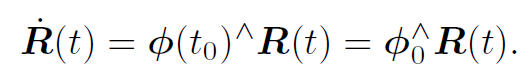 Ṙ(t) = ϕ(t₀)^R(t) = ϕ₀^R(t).